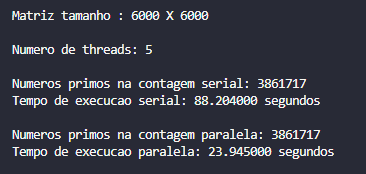 Matriz tamanho : 6000 X 6000
Numero de threads: 5
Numeros primos na contagem serial: 3861717
Tempo de execucao serial: 88.204000 segundos
Numeros primos na contagem paralela: 3861717
Tempo de execucao paralela: 23.945000 segundos